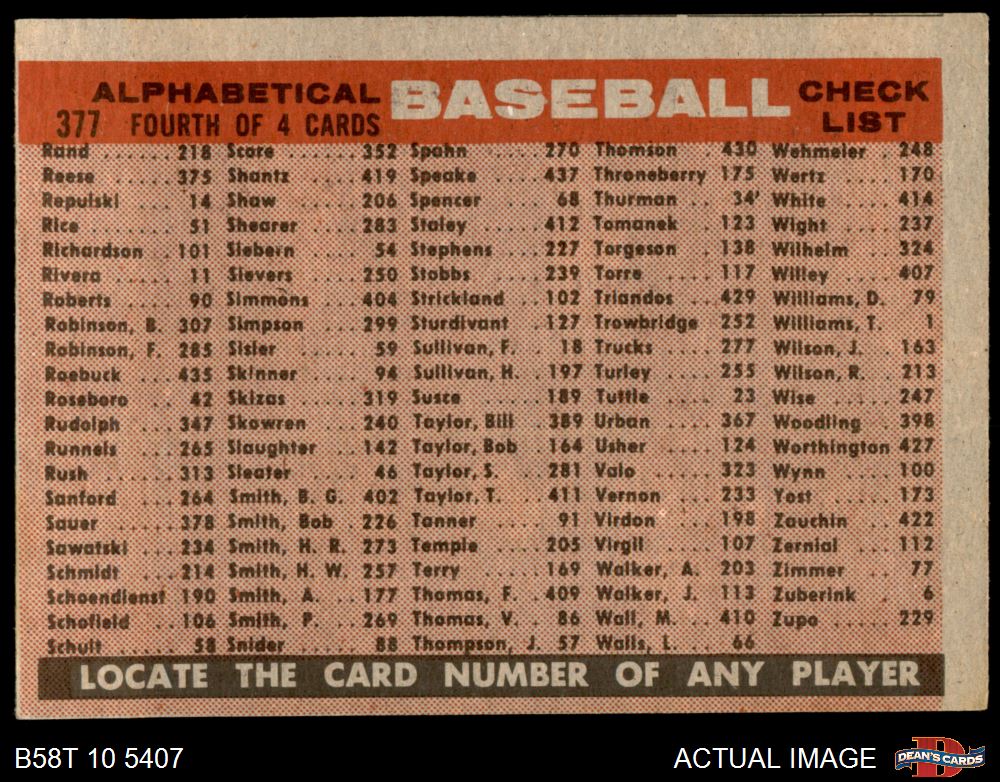 ALPHABETICAL BASEBALL CHECK
377 FOURTH OF 4 CARDS LIST
Rand ...... 218 Score ...... 352 Spahn ...... 270 Thomson .. 430 Wehmeier . 248
Reese ...... 375 Shantz .... 419 Speake .... 437 Throneberry 175 Wertz .... 170
Repulski ... 14 Shaw ..... 206 Spencer .... 68 Thurman ... 34' White .... 414
Rice ....... 51 Shearer ... 283 Staley .... 412 Tomanek .. 123 Wight .... 237
Richardson . 101 Siebern .... 54 Stephens .. 227 Torgeson .. 138 Wilhelm .. 324
Rivera ..... 11 Sievers ... 250 Stobbs .... 239 Torre ..... 117 Willey .... 407
Roberts .... 90 Simmons .. 404 Strickland . 102 Triandos .. 429 Williams, D. 79
Robinson, B. 307 Simpson .. 299 Sturdivant . 127 Trowbridge 252 Williams, T. 1
Robinson, F. 285 Sisler ..... 59 Sullivan, F. . 18 Trucks .... 277 Wilson, J. . 163
Roebuck ... 435 Skinner .... 94 Sullivan, H. . 197 Turley .... 255 Wilson, R. . 213
Roseboro ... 42 Skizas .... 319 Susce ..... 189 Tuttle ..... 23 Wise ..... 247
Rudolph ... 347 Skowren .. 240 Taylor, Bill . 389 Urban .... 367 Woodling . 398
Runnels ... 265 Slaughter . 142 Taylor, Bob . 164 Usher .... 124 Worthington 427
Rush ...... 313 Sleater .... 46 Taylor, S. .. 281 Valo ..... 323 Wynn .... 100
Sanford ... 264 Smith, B. G. 402 Taylor, T. .. 411 Vernon ... 233 Yost ..... 173
Sauer ..... 378 Smith, Bob . 226 Tanner ..... 91 Virdon ... 198 Zauchin .. 422
Sawatski ... 234 Smith, H. R. 273 Temple .... 205 Virgil .... 107 Zernial ... 112
Schmidt ... 214 Smith, H. W. 257 Terry ..... 169 Walker, A. 203 Zimmer .. 77
Schoendienst 190 Smith, A. .. 177 Thomas, F. . 409 Walker, J. . 113 Zuberink .. 6
Schofield .. 106 Smith, P. .. 269 Thomas, V. . 86 Wall, M. .. 410 Zupo ..... 229
Schult ..... 58 Snider ..... 88 Thompson, J. 57 Walls, L. .. 66
LOCATE THE CARD NUMBER OF ANY PLAYER
B58T 10 5407 ACTUAL IMAGE DEAN'S CARDS